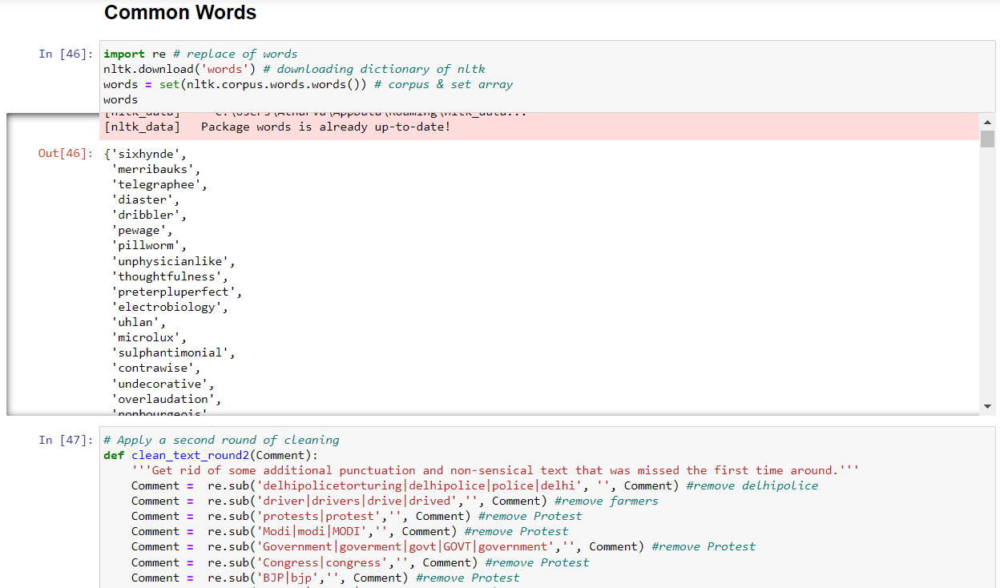 Common Words
In [46]: import re # replace of words
nltk.download('words') # downloading dictionary of nltk
words = set(nltk.corpus.words.words()) # corpus & set array
words
[nltk_data] C:\Users\Atharva\AppData\Roaming\nltk_data...
[nltk_data] Package words is already up-to-date!
Out[46]: {'sixhynde',
'merribauks',
'telegraphee',
'diaster',
'dribbler',
'pewage',
'pillworm',
'unphysicianlike',
'thoughtfulness',
'preterpluperfect',
'electrobiology',
'uhlan',
'microlux',
'sulphantimonial',
'contrawise',
'undecorative',
'overlaudation',
'nonbourgeois'
In [47]: # Apply a second round of cleaning
def clean_text_round2(Comment):
'''Get rid of some additional punctuation and non-sensical text that was missed the first time around.'''
Comment = re.sub('delhipolicetorturing|delhipolice|police|delhi', '', Comment) #remove delhipolice
Comment = re.sub('driver|drivers|drive|drived','', Comment) #remove farmers
Comment = re.sub('protests|protest','', Comment) #remove Protest
Comment = re.sub('Modi|modi|MODI','', Comment) #remove Protest
Comment = re.sub('Government|goverment|govt|GOVT|government','', Comment) #remove Protest
Comment = re.sub('Congress|congress','', Comment) #remove Protest
Comment = re.sub('BJP|bjp','', Comment) #remove Protest